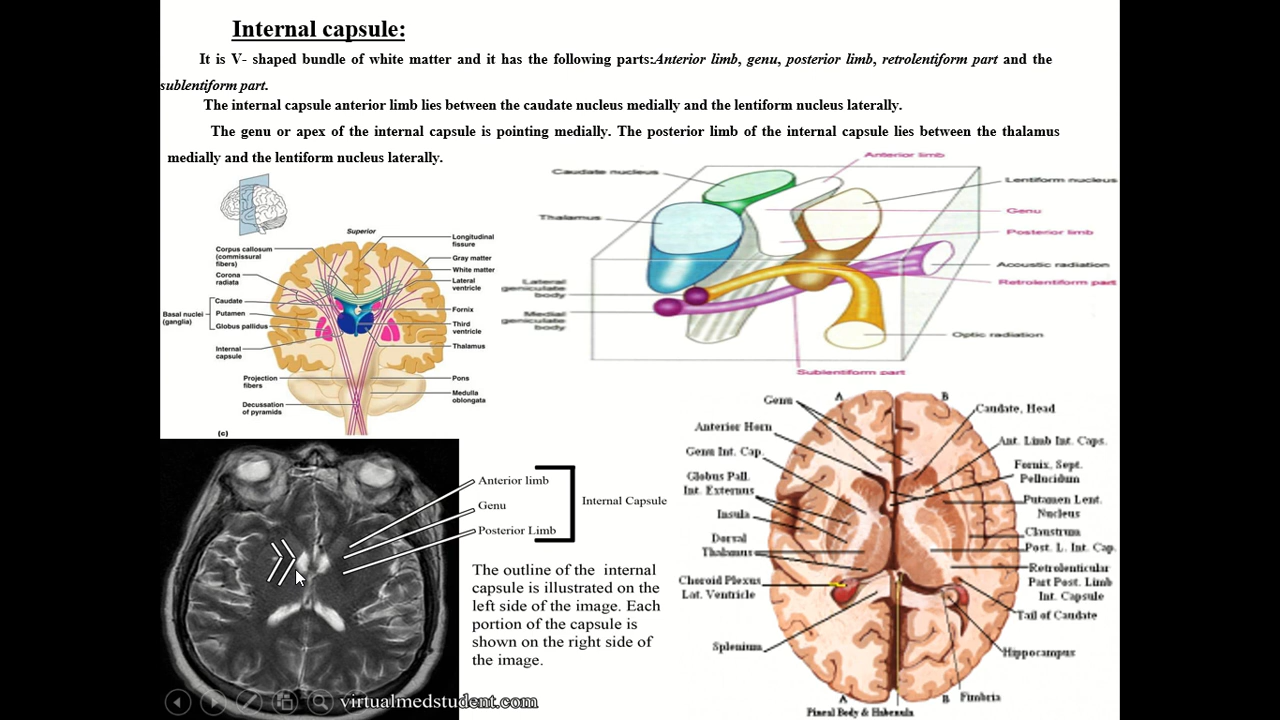 Internal capsule:
It is V- shaped bundle of white matter and it has the following parts:Anterior limb, genu, posterior limb, retrolentiform part and the
sublentiform part.
The internal capsule anterior limb lies between the caudate nucleus medially and the lentiform nucleus laterally.
The genu or apex of the internal capsule is pointing medially. The posterior limb of the internal capsule lies between the thalamus
medially and the lentiform nucleus laterally.
Superior
Corpus callosum
(commissural
fibers)
Corona
radiata
Basal nuclei
(ganglia)
Caudate
Putamen
Globus pallidus
Internal
capsule
Projection
fibers
Decussation
of pyramids
Longitudinal
fissure
Gray matter
White matter
Lateral
ventricle
Fornix
Third
ventricle
Thalamus
Pons
Medulla
oblongata
(c)
Anterior limb
Caudate nucleus
Lentiform nucleus
Thalamus
Genu
Posterior limb
Acoustic radiation
Retrolentiform part
Lateral
geniculate
body
Medial
geniculate
body
Optic radiation
Sublentiform part
Anterior limb
Genu
Posterior Limb
Internal Capsule
The outline of the internal
capsule is illustrated on the
left side of the image. Each
portion of the capsule is
shown on the right side of
the image.
virtualmedstudent.com
A
B
Genu
Anterior Horn
Genu Int. Cap.
Globus Pall.
Int. Externus
Insula
Dorsal
Thalamus
Choroid Plexus
Lat. Ventricle
Splenium
Caudate, Head
Ant. Limb Int. Caps.
Fornix, Sept.
Pellucidum
Putamen Lent.
Nucleus
Claustrum
Post. L. Int. Cap.
Retrolenticular
Part Post. Limb
Int. Capsule
Tail of Caudate
Hippocampus
Fimbria
A
B
Pineal Body & Habenula